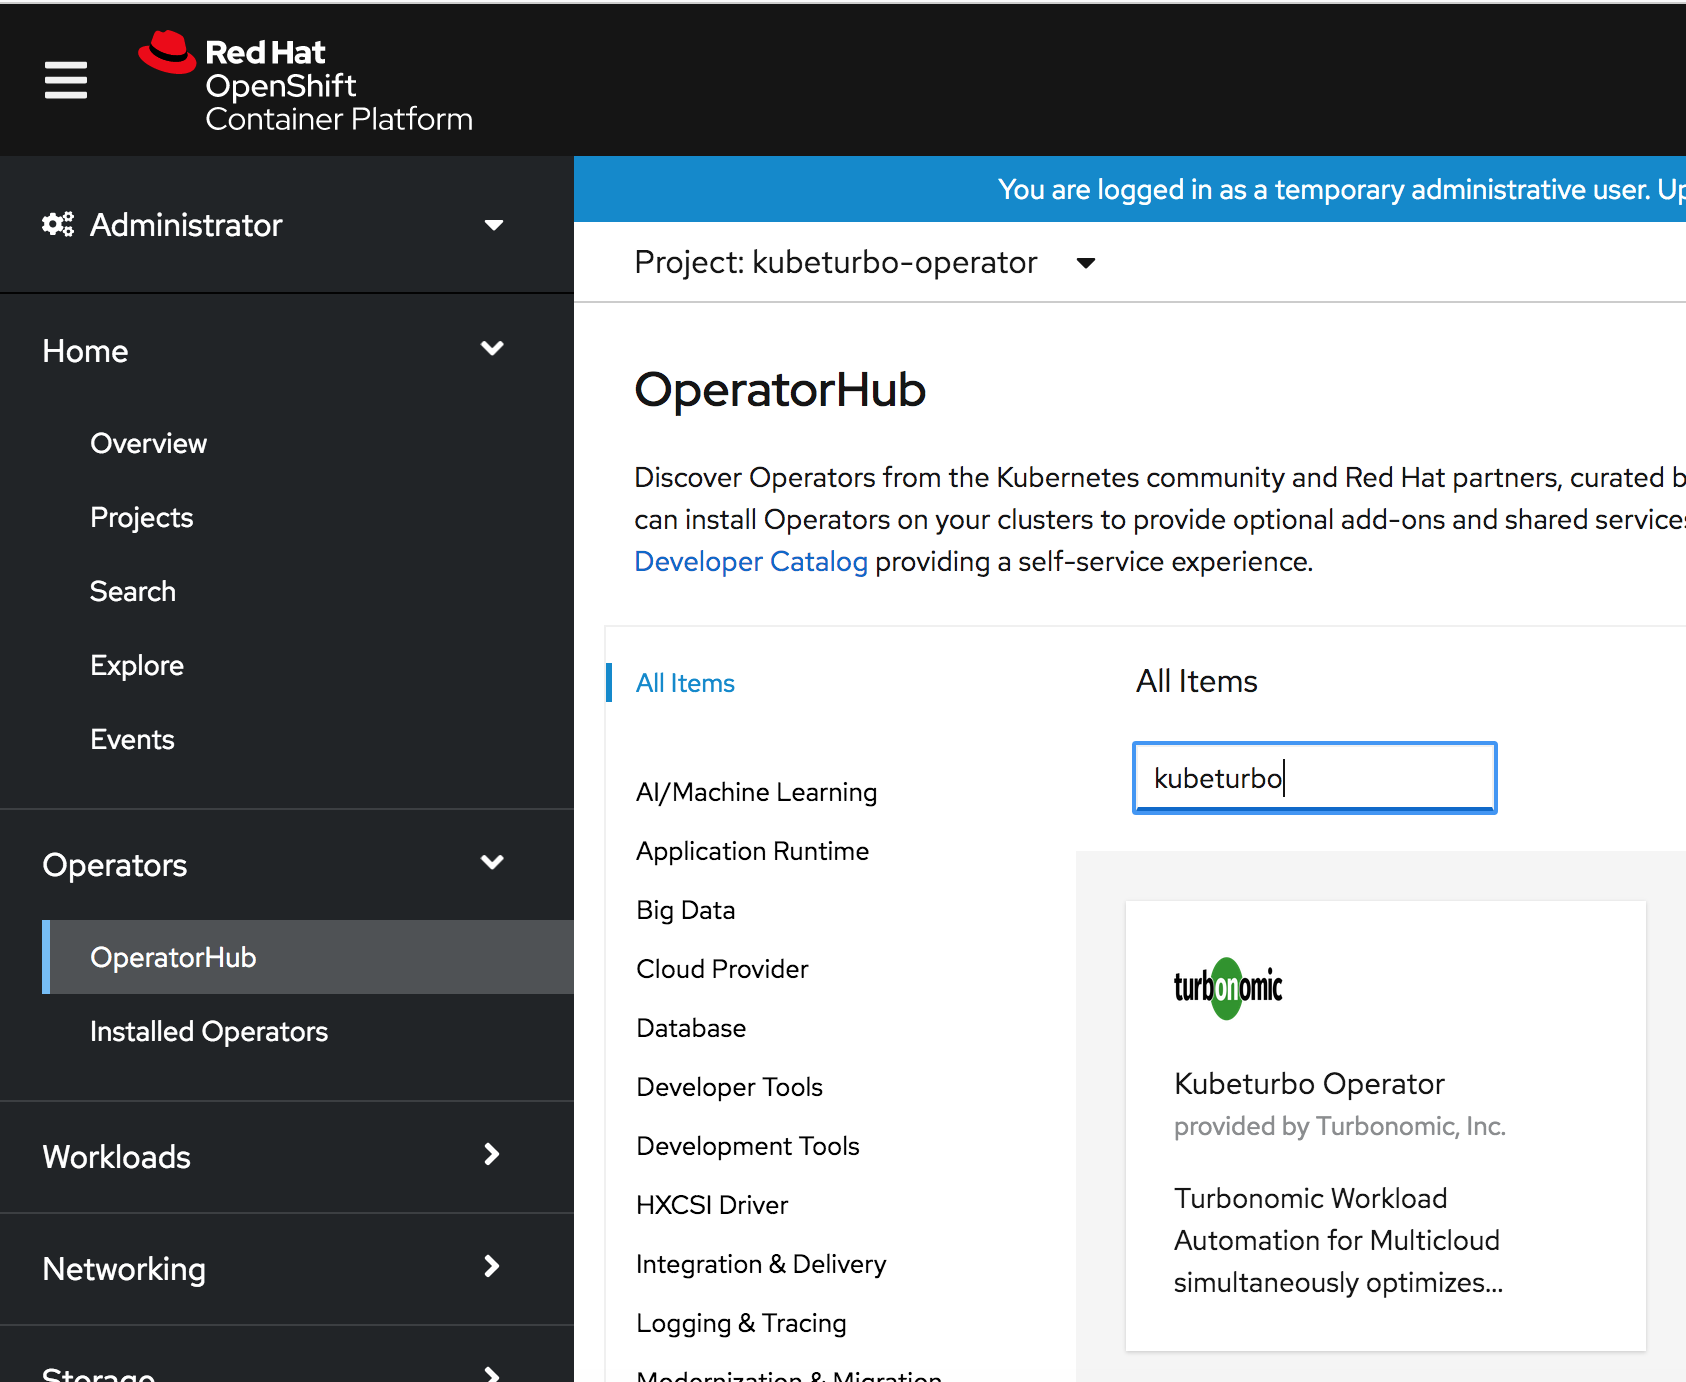 Red Hat
OpenShift
Container Platform
Administrator
Home
Overview
Projects
Search
Explore
Events
Operators
OperatorHub
Installed Operators
Workloads
Networking
Storage
You are logged in as a temporary administrative user. Up
Project: kubeturbo-operator
OperatorHub
Discover Operators from the Kubernetes community and Red Hat partners, curated b
can install Operators on your clusters to provide optional add-ons and shared services
Developer Catalog providing a self-service experience.
All Items
AI/Machine Learning
Application Runtime
Big Data
Cloud Provider
Database
Developer Tools
Development Tools
HXCSI Driver
Integration & Delivery
Logging & Tracing
Modernization & Migration
All Items
kubeturbo
turbonomic
Kubeturbo Operator
provided by Turbonomic, Inc.
Turbonomic Workload
Automation for Multicloud
simultaneously optimizes...